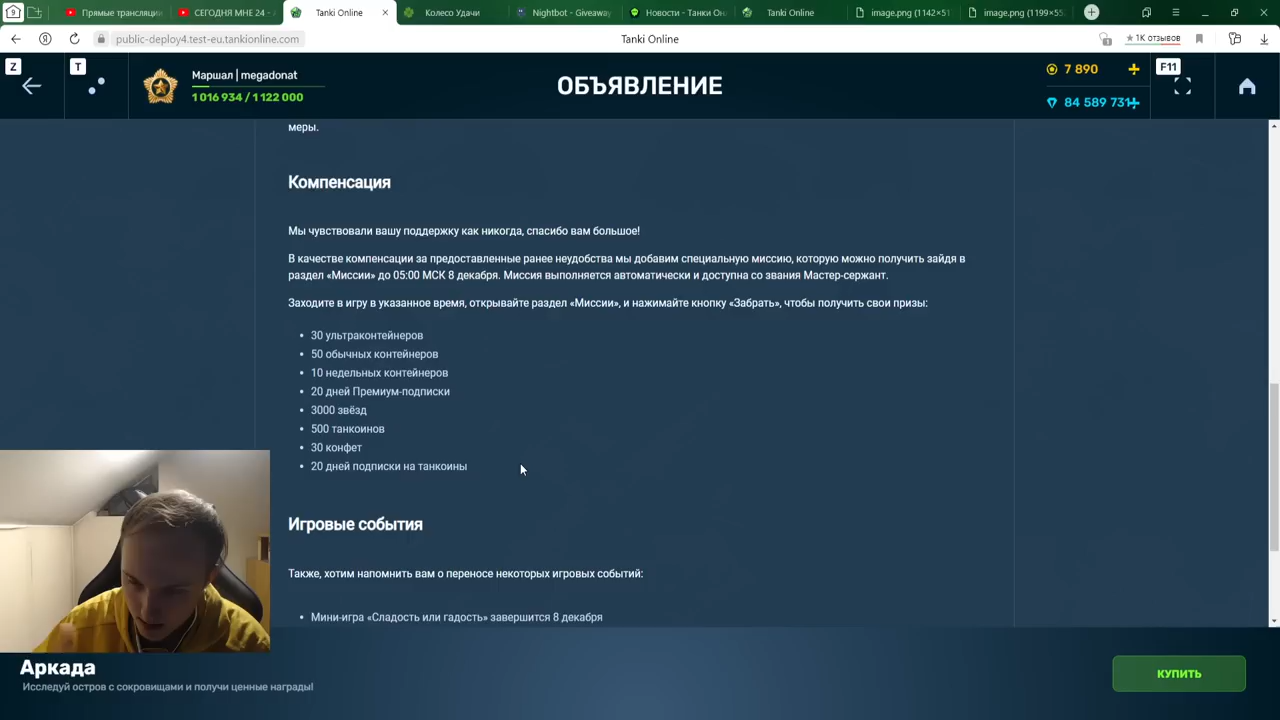 Прямые трансляции
СЕГОДНЯ МНЕ 24 -
Tanki Online
Колесо Удачи
Nightbot - Giveaway
Новости - Танки Он
Tanki Online
image.png (1142×51
image.png (1199×55
public-deploy4.test-eu.tankionline.com
Tanki Online
1К отзывов
Z
T
Маршал | megadonat
1 016 934 / 1 122 000
ОБЪЯВЛЕНИЕ
7 890
84 589 731
F11
меры.
Компенсация
Мы чувствовали вашу поддержку как никогда, спасибо вам большое!
В качестве компенсации за предоставленные ранее неудобства мы добавим специальную миссию, которую можно получить зайдя в
раздел «Миссии» до 05:00 МСК 8 декабря. Миссия выполняется автоматически и доступна со звания Мастер-сержант.
Заходите в игру в указанное время, открывайте раздел «Миссии», и нажимайте кнопку «Забрать», чтобы получить свои призы:
• 30 ультраконтейнеров
• 50 обычных контейнеров
• 10 недельных контейнеров
• 20 дней Премиум-подписки
• 3000 звёзд
• 500 танкоинов
• 30 конфет
• 20 дней подписки на танкоины
Игровые события
Также, хотим напомнить вам о переносе некоторых игровых событий:
• Мини-игра «Сладость или гадость» завершится 8 декабря
Аркада
Исследуй остров с сокровищами и получи ценные награды!
КУПИТЬ